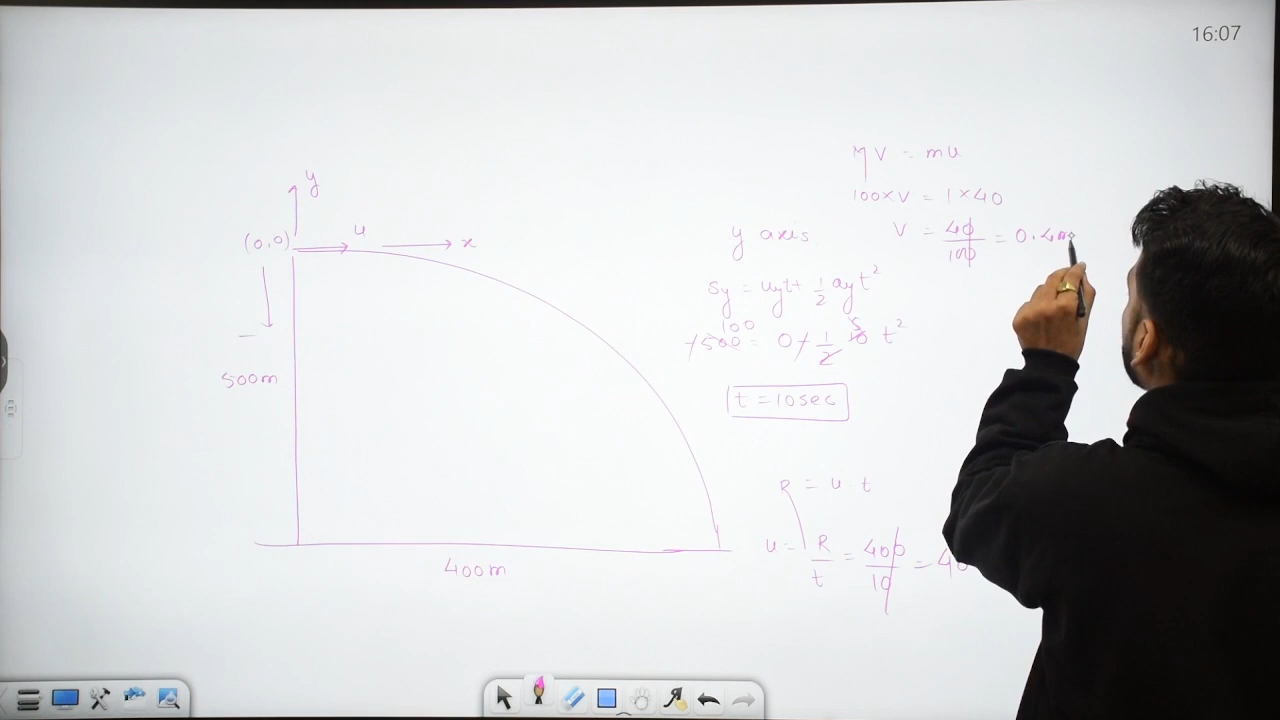 16:07
y
(0,0)
u
x
−
500m
400m
MV = mu
100×V = 1×40
V = 40/100 = 0.4m
y axis
Sy = uyt + 1/2 ayt²
100
5
-500 = 0 - 1/2 10 t²
t = 10sec
R = u t
u = R/t = 400/10 = 40